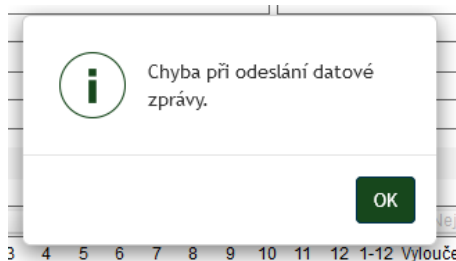 Chyba při odeslání datové
zprávy.
OK
Nej
3 4 5 6 7 8 9 10 11 12 1-12 Vylouče